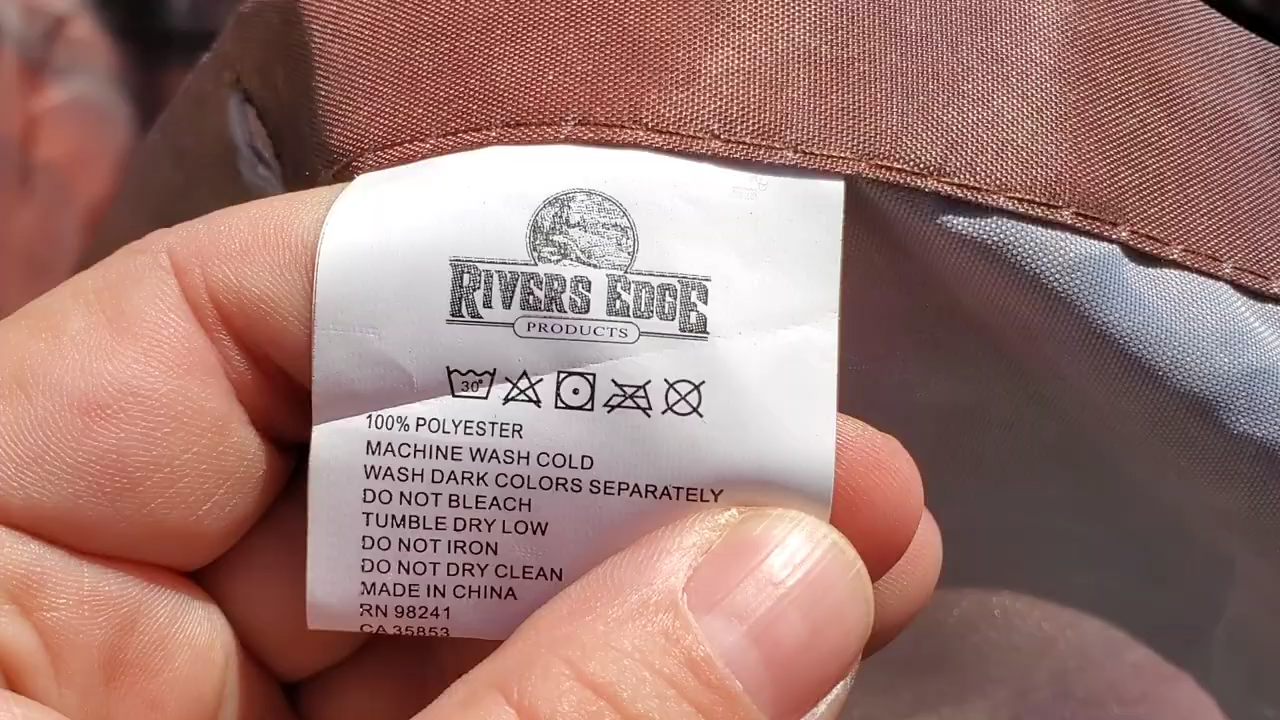 RIVERS EDGE
PRODUCTS
30°
100% POLYESTER
MACHINE WASH COLD
WASH DARK COLORS SEPARATELY
DO NOT BLEACH
TUMBLE DRY LOW
DO NOT IRON
DO NOT DRY CLEAN
MADE IN CHINA
RN 98241
CA 35853